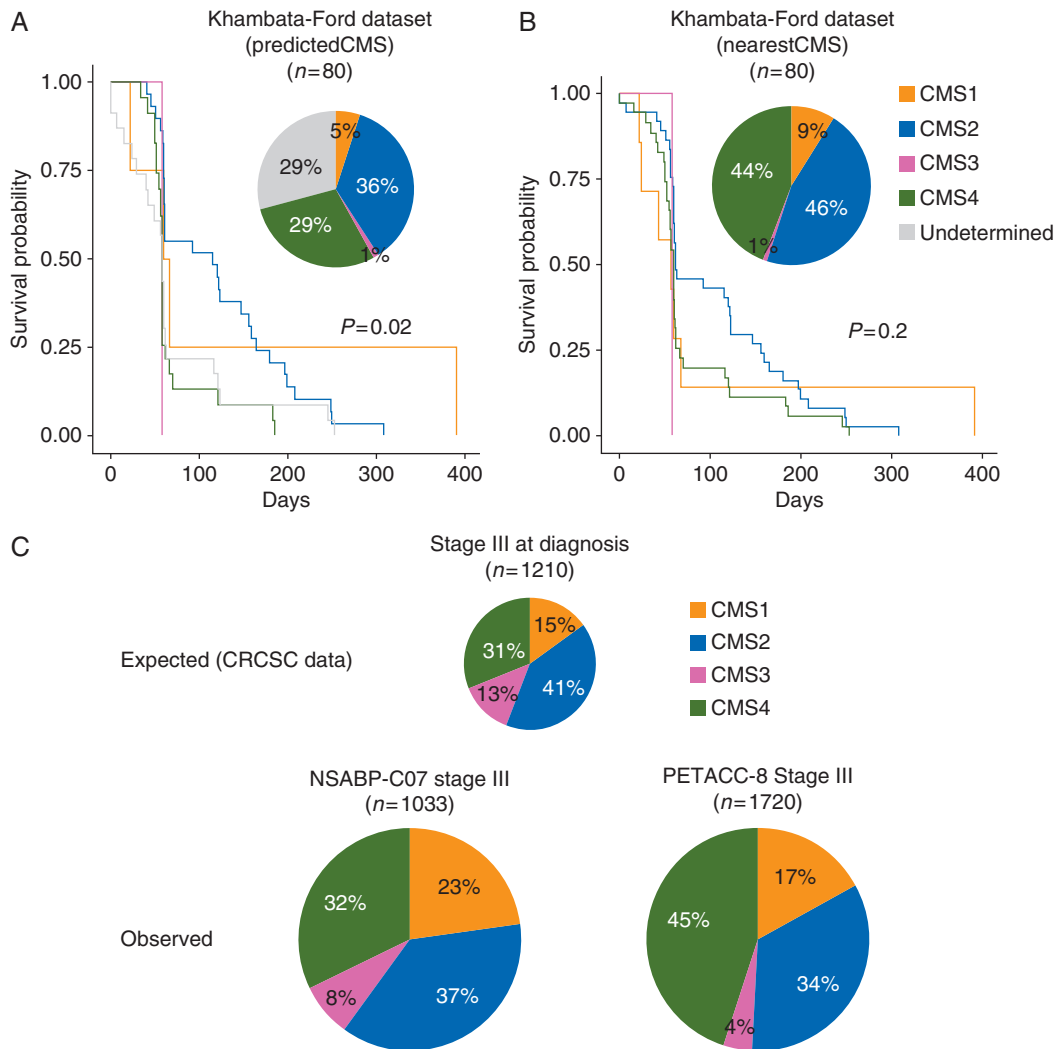 A
Khambata-Ford dataset
(predictedCMS)
(n=80)
1.00
0.75
0.50
0.25
0.00
Survival probability
5%
36%
1%
29%
29%
P=0.02
0
100
200
300
400
Days
B
Khambata-Ford dataset
(nearestCMS)
(n=80)
1.00
0.75
0.50
0.25
0.00
Survival probability
9%
46%
1%
44%
P=0.2
0
100
200
300
400
Days
CMS1
CMS2
CMS3
CMS4
Undetermined
C
Stage III at diagnosis
(n=1210)
Expected (CRCSC data)
15%
41%
13%
31%
CMS1
CMS2
CMS3
CMS4
NSABP-C07 stage III
(n=1033)
PETACC-8 Stage III
(n=1720)
Observed
23%
37%
8%
32%
17%
34%
4%
45%